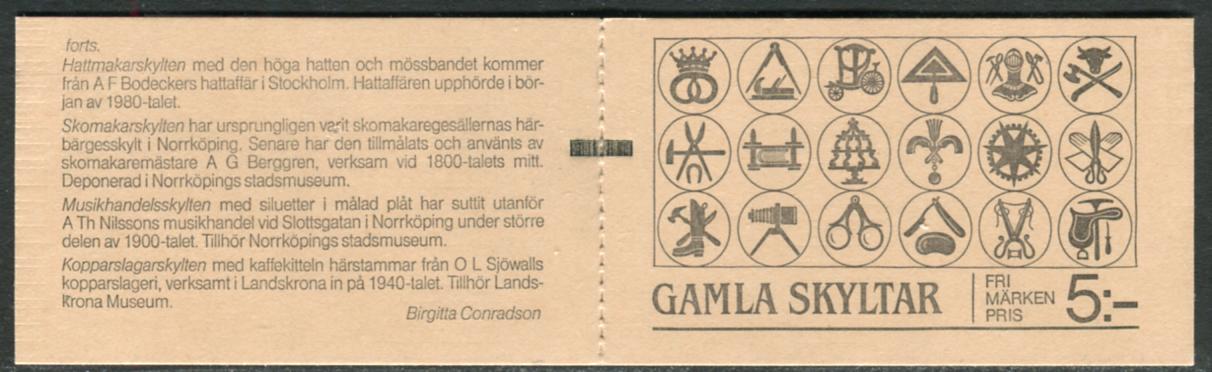 forts.
Hattmakarskylten med den höga hatten och mössbandet kommer
från A F Bodeckers hattaffär i Stockholm. Hattaffären upphörde i bör-
jan av 1980-talet.
Skomakarskylten har ursprungligen varit skomakaregesällernas här-
bärgesskylt i Norrköping. Senare har den tillmålats och använts av
skomakaremästare A G Berggren, verksam vid 1800-talets mitt.
Deponerad i Norrköpings stadsmuseum.
Musikhandelsskylten med siluetter i målad plåt har suttit utanför
A Th Nilssons musikhandel vid Slottsgatan i Norrköping under större
delen av 1900-talet. Tillhör Norrköpings stadsmuseum.
Kopparslagarskylten med kaffekitteln härstammar från O L Sjöwalls
kopparslageri, verksamt i Landskrona in på 1940-talet. Tillhör Lands-
krona Museum.
Birgitta Conradson
GAMLA SKYLTAR
FRI
MÄRKEN
PRIS
5:-